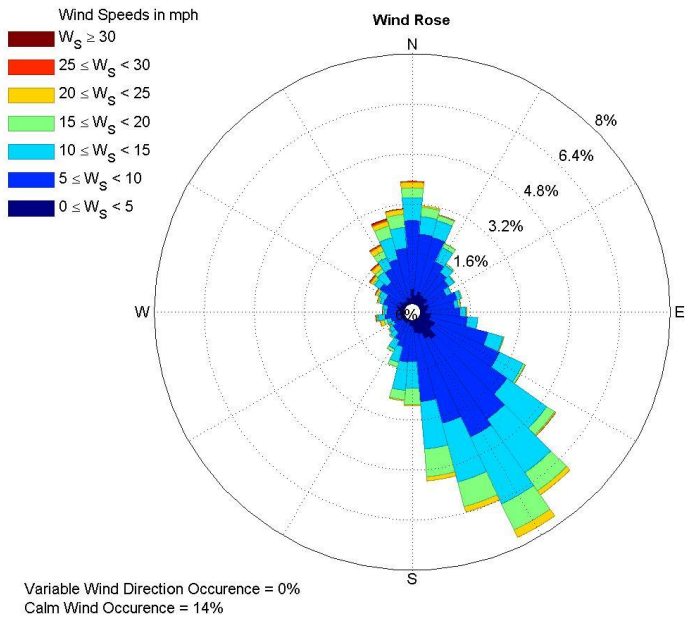 Wind Speeds in mph
W_S ≥ 30
25 ≤ W_S < 30
20 ≤ W_S < 25
15 ≤ W_S < 20
10 ≤ W_S < 15
5 ≤ W_S < 10
0 ≤ W_S < 5
Wind Rose
N
8%
6.4%
4.8%
3.2%
1.6%
0%
W
E
S
Variable Wind Direction Occurence = 0%
Calm Wind Occurence = 14%